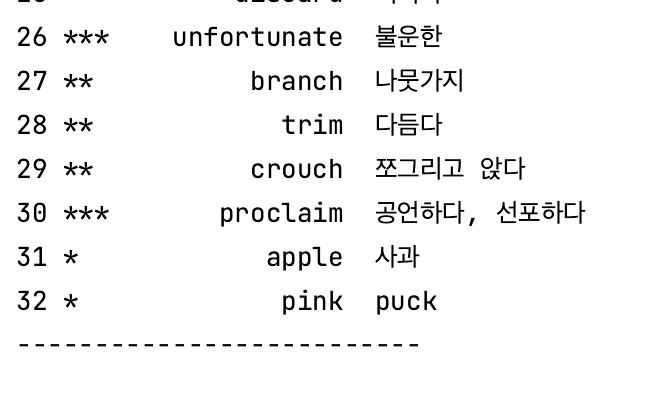 26 *** unfortunate 불운한
27 ** branch 나뭇가지
28 ** trim 다듬다
29 ** crouch 쪼그리고 앉다
30 *** proclaim 공언하다, 선포하다
31 * apple 사과
32 * pink puck
---------------------------